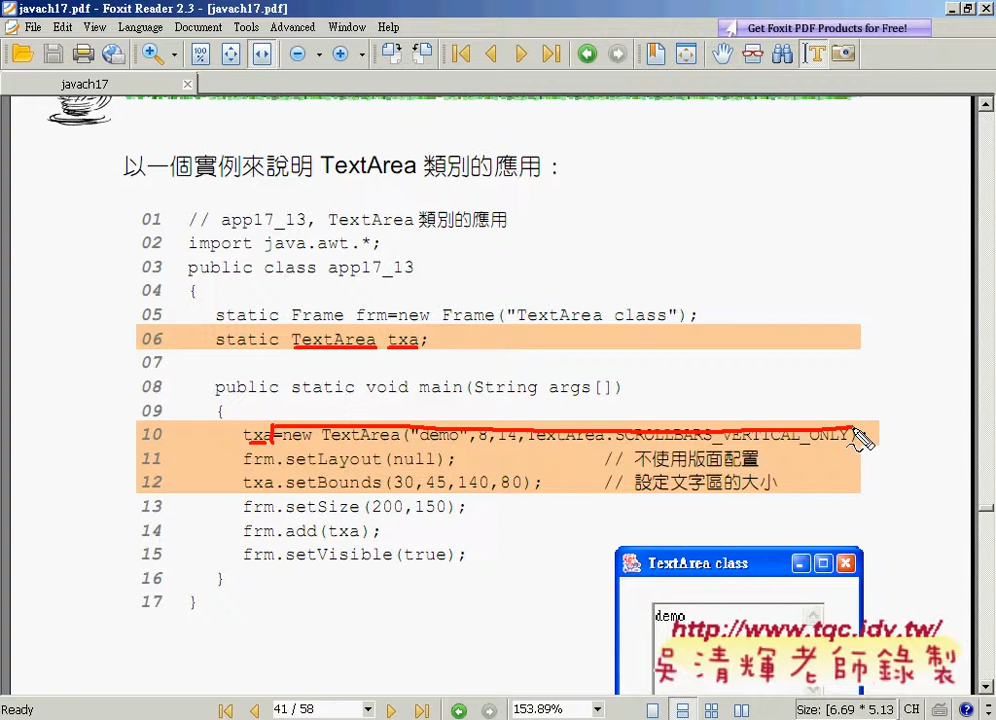 javach17.pdf - Foxit Reader 2.3 - [javach17.pdf]
File Edit View Language Document Tools Advanced Window Help
Get Foxit PDF Products for Free!
javach17
以一個實例來說明 TextArea 類別的應用：
01 // app17_13, TextArea 類別的應用
02 import java.awt.*;
03 public class app17_13
04 {
05 static Frame frm=new Frame("TextArea class");
06 static TextArea txa;
07
08 public static void main(String args[])
09 {
10 txa=new TextArea("demo",8,14,TextArea.SCROLLBARS_VERTICAL_ONLY);
11 frm.setLayout(null); // 不使用版面配置
12 txa.setBounds(30,45,140,80); // 設定文字區的大小
13 frm.setSize(200,150);
14 frm.add(txa);
15 frm.setVisible(true);
16 }
17 }
TextArea class
demo
http://www.tqc.idv.tw/
吳清輝老師錄製
Ready 41 / 58 153.89% Size: [6.69 * 5.13 CH